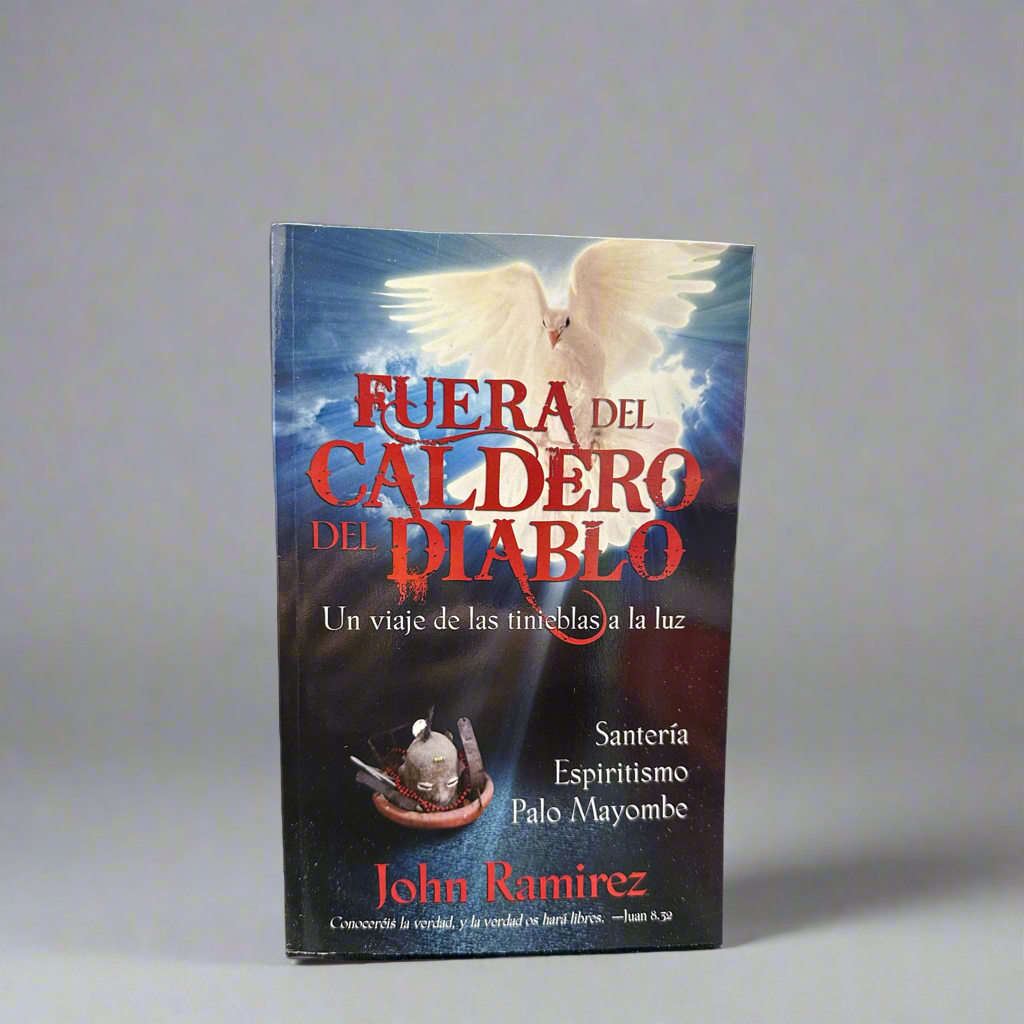 FUERA DEL
CALDERO
DEL DIABLO
Un viaje de las tinieblas a la luz
Santería
Espiritismo
Palo Mayombe
John Ramirez
Conoceréis la verdad, y la verdad os hará libres. —Juan 8.32